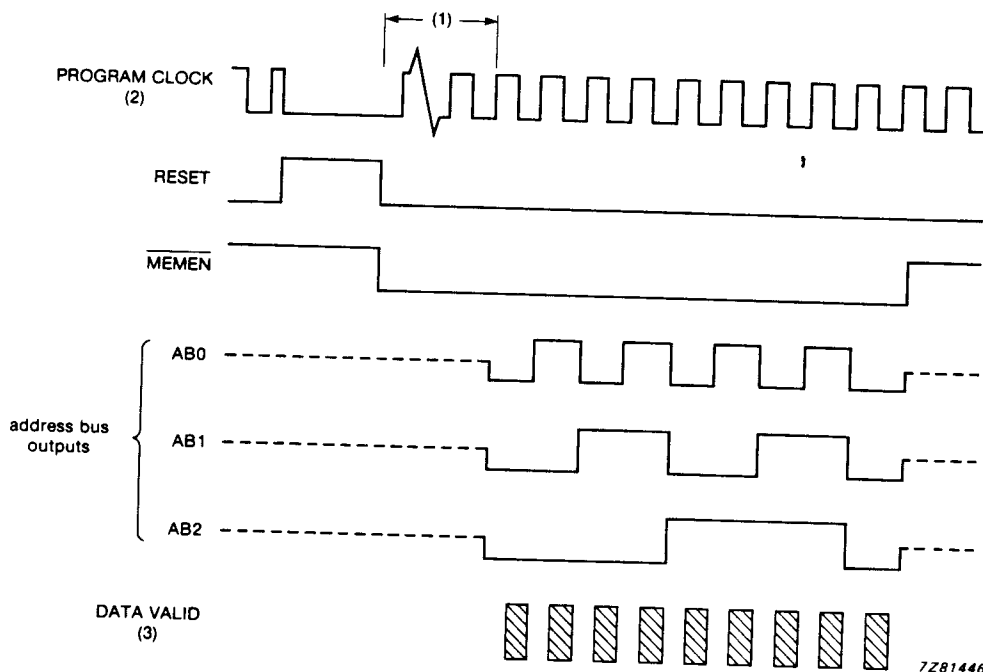 (1)
PROGRAM CLOCK
(2)
RESET
MEMEN
AB0
address bus
outputs
AB1
AB2
DATA VALID
(3)
7Z81446